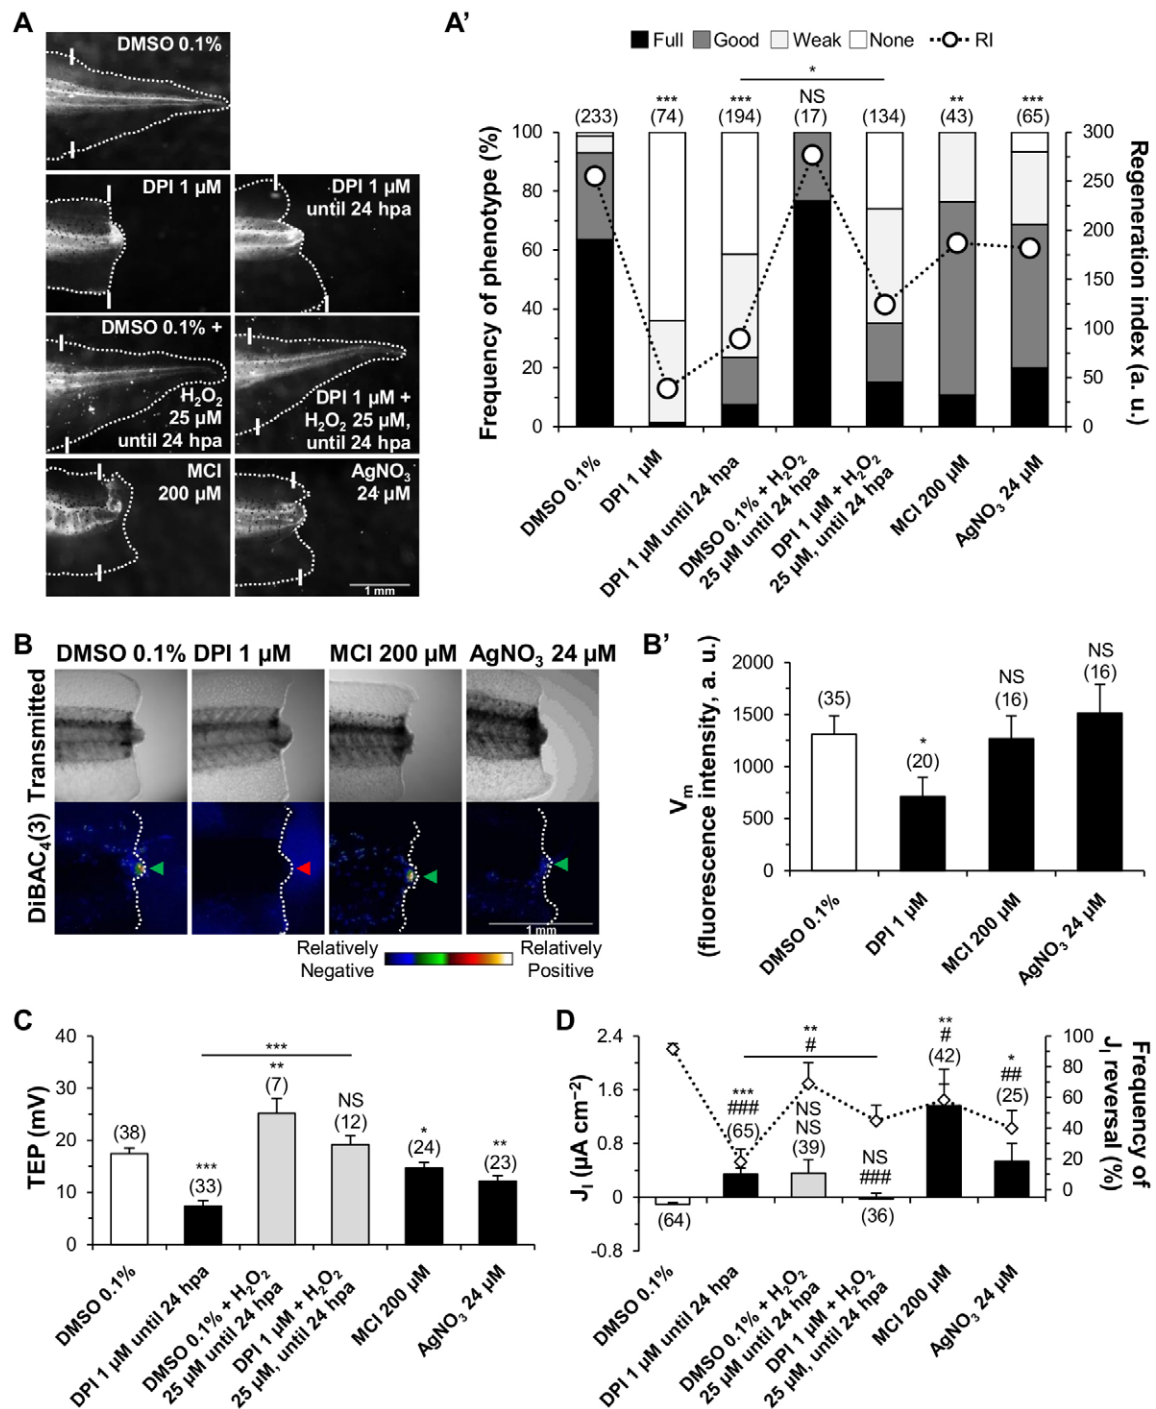 A
DMSO 0.1%
DPI 1 µM
DPI 1 µM
until 24 hpa
DMSO 0.1% +
H₂O₂
25 µM
until 24 hpa
DPI 1 µM +
H₂O₂ 25 µM,
until 24 hpa
MCI
200 µM
AgNO₃
24 µM
1 mm
A’
Full Good Weak None RI
*
*** *** NS ** ***
(233) (74) (194) (17) (134) (43) (65)
Frequency of phenotype (%)
100
80
60
40
20
0
300
250
200
150
100
50
0
Regeneration index (a. u.)
DMSO 0.1%
DPI 1 µM
DPI 1 µM until 24 hpa
DMSO 0.1% + H₂O₂
25 µM until 24 hpa
DPI 1 µM + H₂O₂
25 µM, until 24 hpa
MCI 200 µM
AgNO₃ 24 µM
B
DMSO 0.1% DPI 1 µM MCI 200 µM AgNO₃ 24 µM
Transmitted
DiBAC₄(3)
1 mm
Relatively
Negative
Relatively
Positive
B’
Vₘ
(fluorescence intensity, a. u.)
2000
1500
1000
500
0
(35)
*
(20)
NS
(16)
NS
(16)
DMSO 0.1%
DPI 1 µM
MCI 200 µM
AgNO₃ 24 µM
C
TEP (mV)
40
30
20
10
0
***
(38)
***
(33)
**
(7)
NS
(12)
*
(24)
**
(23)
DMSO 0.1%
DPI 1 µM until 24 hpa
DMSO 0.1% + H₂O₂
25 µM until 24 hpa
DPI 1 µM + H₂O₂
25 µM, until 24 hpa
MCI 200 µM
AgNO₃ 24 µM
D
J_I (µA cm⁻²)
2.4
1.6
0.8
0
-0.8
**
#
(64)
***
###
(65)
NS
NS
(39)
NS
###
(36)
**
#
(42)
*
##
(25)
100
80
60
40
20
0
Frequency of
J_I reversal (%)
DMSO 0.1%
DPI 1 µM until 24 hpa
DMSO 0.1% + H₂O₂
25 µM until 24 hpa
DPI 1 µM + H₂O₂
25 µM, until 24 hpa
MCI 200 µM
AgNO₃ 24 µM